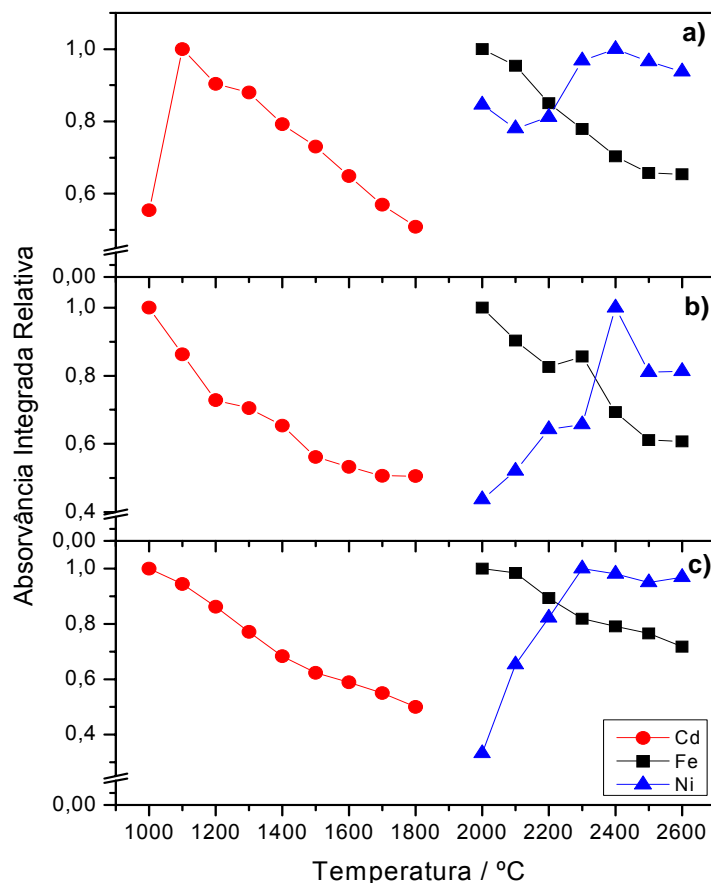 a)
1,0
0,8
0,6
0,00
b)
1,0
0,8
0,6
0,4
0,00
c)
1,0
0,8
0,6
0,4
0,00
Absorvância Integrada Relativa
Cd
Fe
Ni
1000 1200 1400 1600 1800 2000 2200 2400 2600
Temperatura / ºC